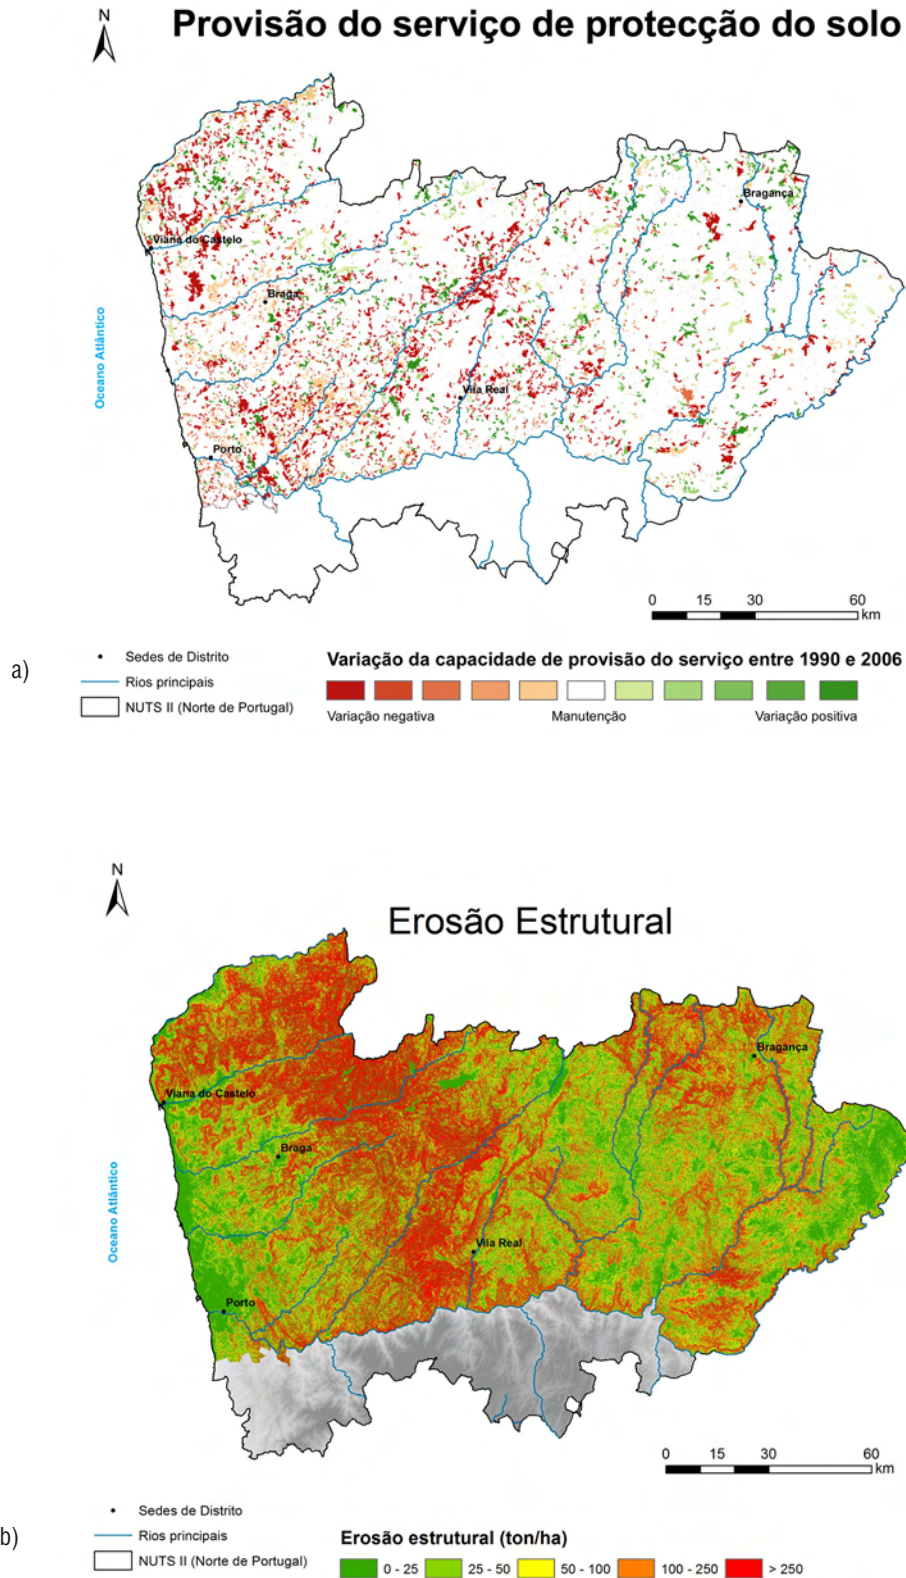 N
Provisão do serviço de protecção do solo
Bragança
Viana do Castelo
Braga
Oceano Atlântico
Vila Real
Porto
0 15 30 60
km
a)
Sedes de Distrito
Rios principais
NUTS II (Norte de Portugal)
Variação da capacidade de provisão do serviço entre 1990 e 2006
Variação negativa Manutenção Variação positiva
N
Erosão Estrutural
Bragança
Viana do Castelo
Braga
Oceano Atlântico
Vila Real
Porto
0 15 30 60
km
b)
Sedes de Distrito
Rios principais
NUTS II (Norte de Portugal)
Erosão estrutural (ton/ha)
0 - 25 25 - 50 50 - 100 100 - 250 > 250